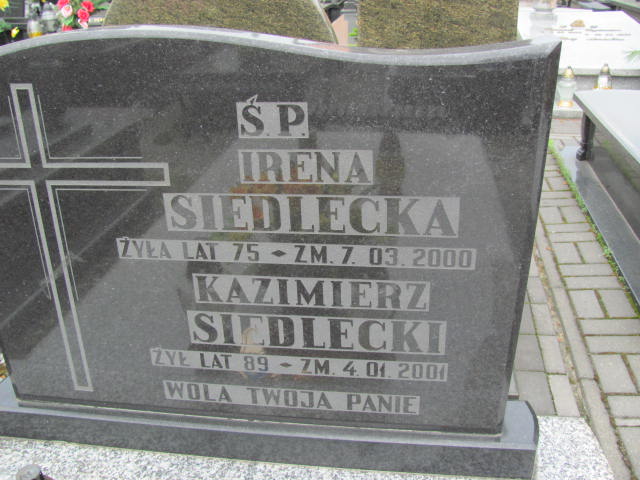 Ś.P.
IRENA
SIEDLECKA
ŻYŁA LAT 75 - ZM. 7. 03. 2000
KAZIMIERZ
SIEDLECKI
ŻYŁ LAT 89 - ZM. 4. 01. 2001
WOLA TWOJA PANIE